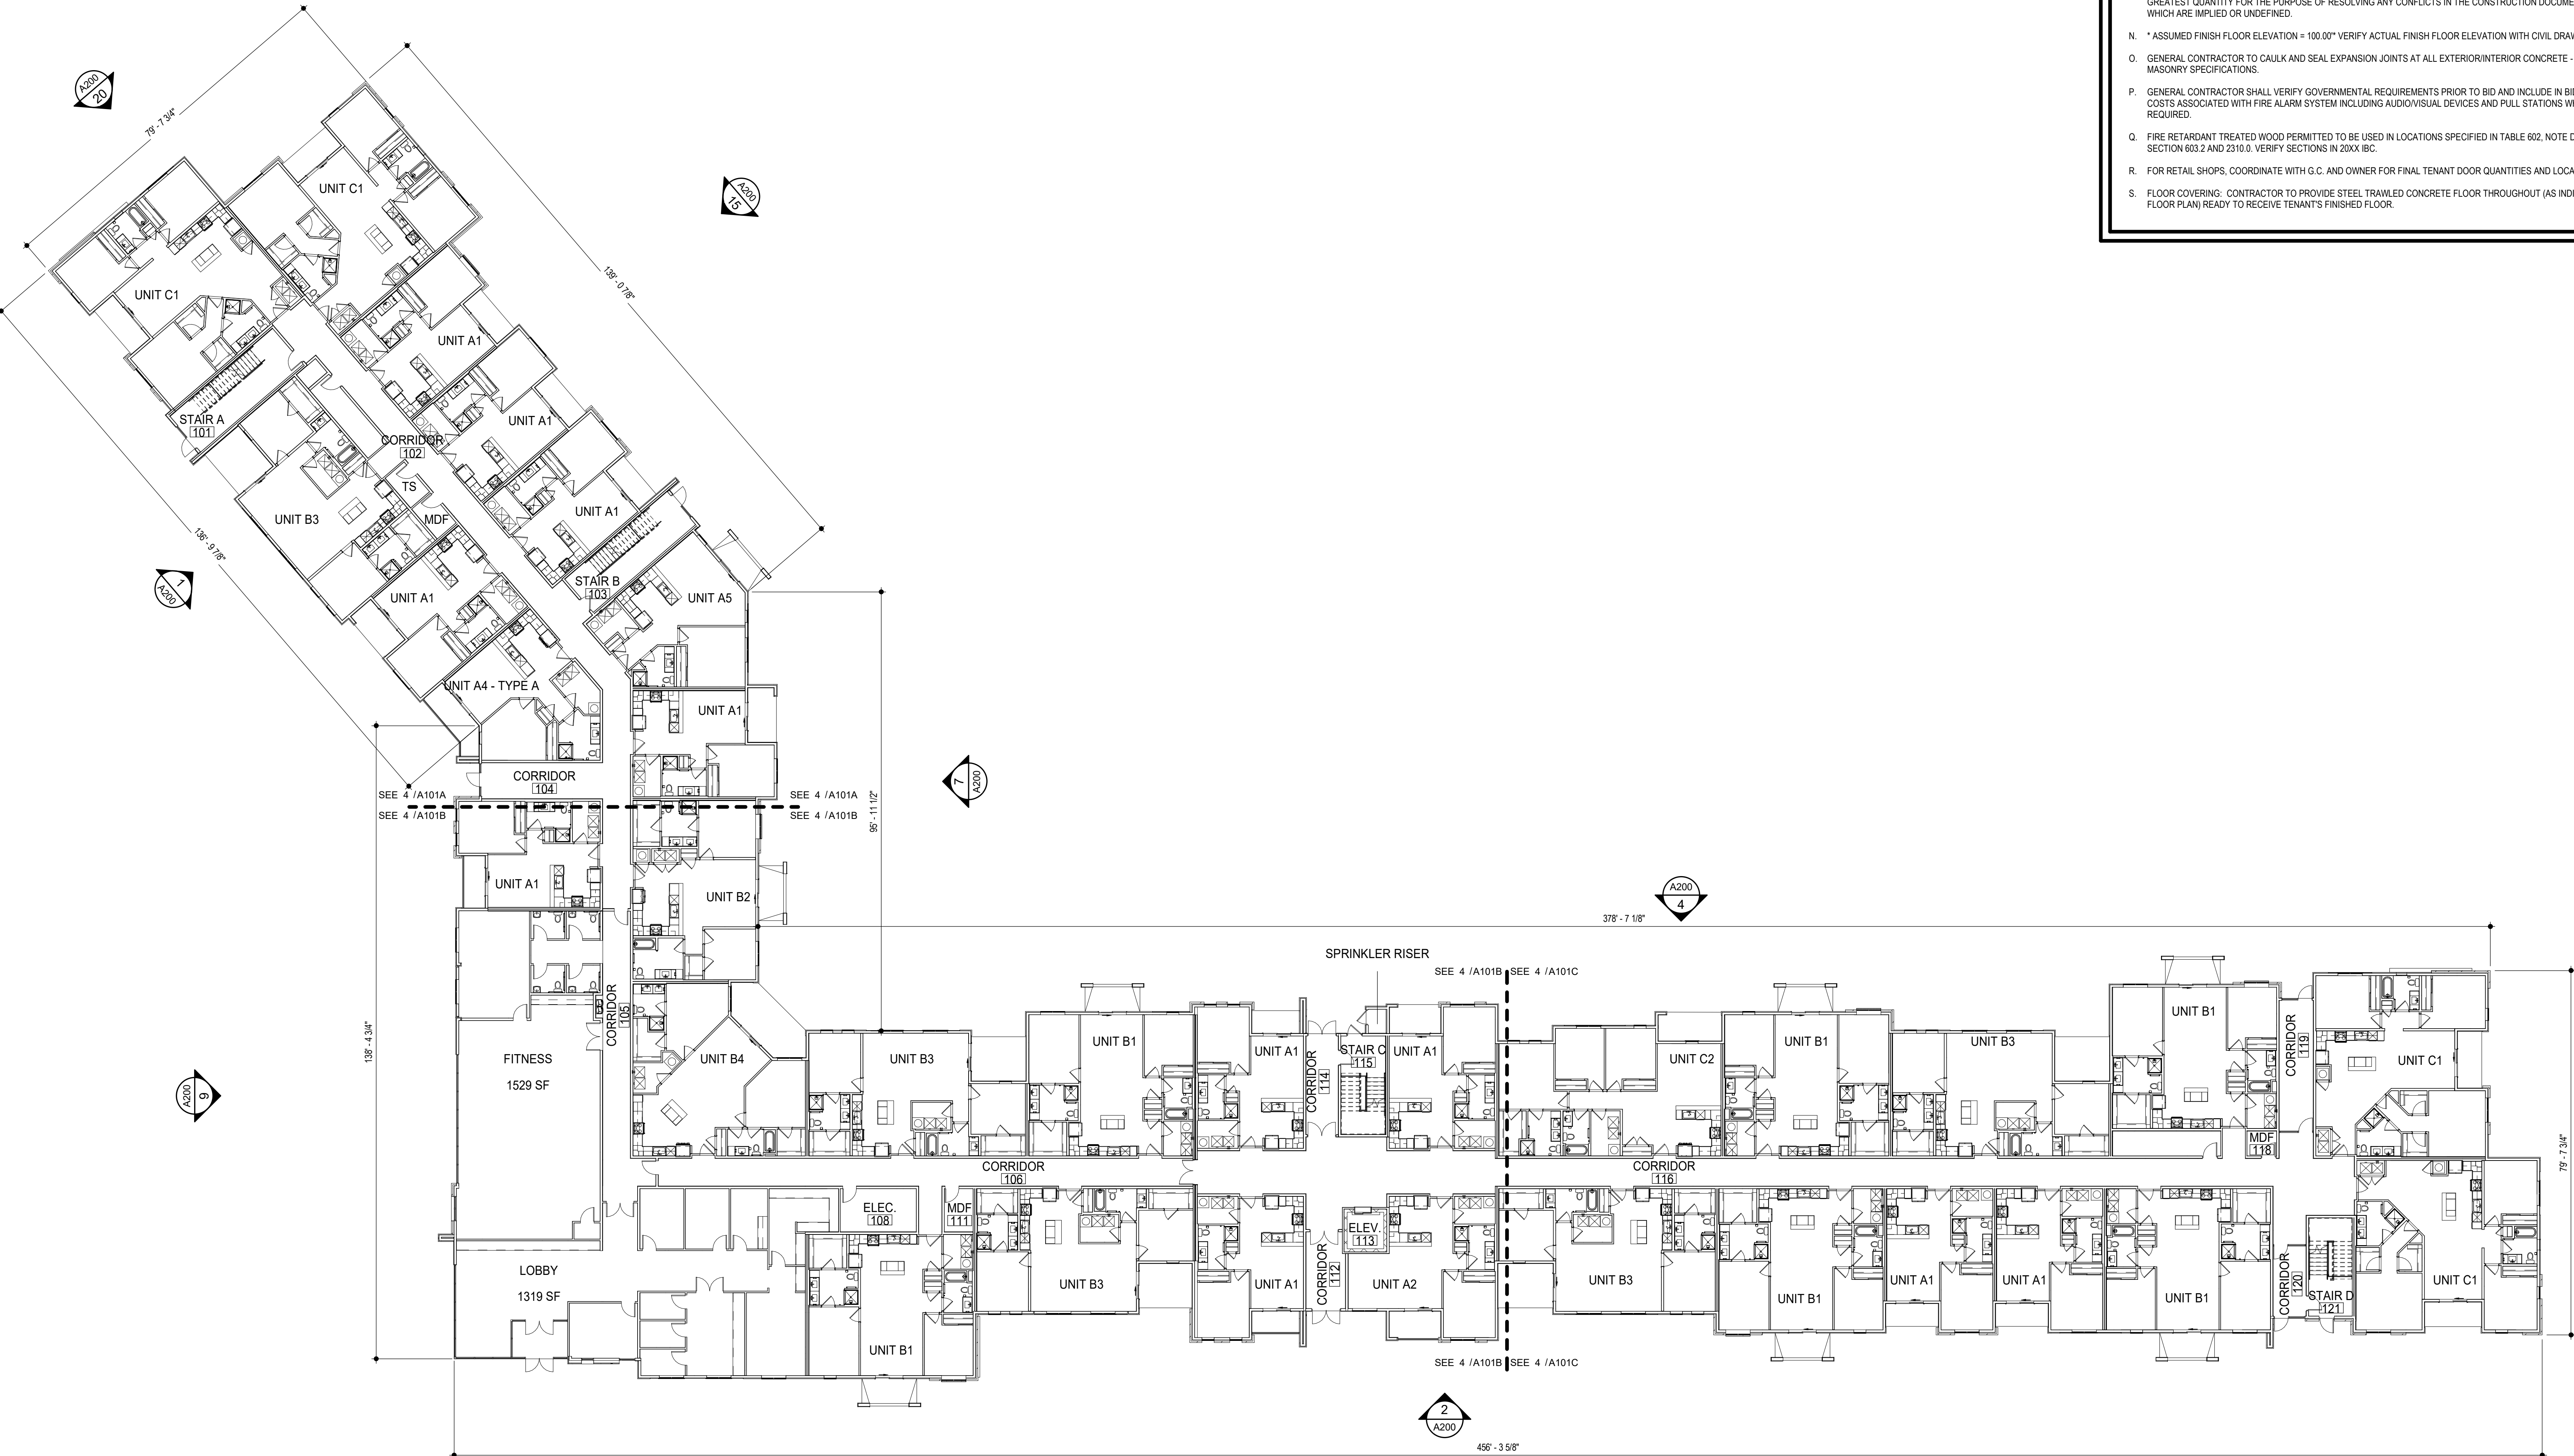 GREATEST QUANTITY FOR THE PURPOSE OF RESOLVING ANY CONFLICTS IN THE CONSTRUCTION DOCUME
WHICH ARE IMPLIED OR UNDEFINED.
N. * ASSUMED FINISH FLOOR ELEVATION = 100.00'* VERIFY ACTUAL FINISH FLOOR ELEVATION WITH CIVIL DRAW
O. GENERAL CONTRACTOR TO CAULK AND SEAL EXPANSION JOINTS AT ALL EXTERIOR/INTERIOR CONCRETE -
MASONRY SPECIFICATIONS.
P. GENERAL CONTRACTOR SHALL VERIFY GOVERNMENTAL REQUIREMENTS PRIOR TO BID AND INCLUDE IN BID
COSTS ASSOCIATED WITH FIRE ALARM SYSTEM INCLUDING AUDIO/VISUAL DEVICES AND PULL STATIONS WH
REQUIRED.
Q. FIRE RETARDANT TREATED WOOD PERMITTED TO BE USED IN LOCATIONS SPECIFIED IN TABLE 602, NOTE D
SECTION 603.2 AND 2310.0. VERIFY SECTIONS IN 20XX IBC.
R. FOR RETAIL SHOPS, COORDINATE WITH G.C. AND OWNER FOR FINAL TENANT DOOR QUANTITIES AND LOCA
S. FLOOR COVERING: CONTRACTOR TO PROVIDE STEEL TRAWLED CONCRETE FLOOR THROUGHOUT (AS INDI
FLOOR PLAN) READY TO RECEIVE TENANT'S FINISHED FLOOR.
A200
20
79' - 7 3/4"
A200
15
UNIT C1
UNIT C1
139' - 0 7/8"
UNIT A1
UNIT A1
STAIR A
101
CORRIDOR
102
TS
MDF
UNIT B3
UNIT A1
136' - 9 7/8"
1
A200
STAIR B
103
UNIT A1
UNIT A5
UNIT A4 - TYPE A
UNIT A1
CORRIDOR
104
SEE 4 /A101A
SEE 4 /A101A
SEE 4 /A101B
SEE 4 /A101B
7
A200
95' - 11 1/2"
UNIT A1
UNIT B2
A200
4
378' - 7 1/8"
SPRINKLER RISER
SEE 4 /A101B
SEE 4 /A101C
CORRIDOR
105
138' - 4 3/4"
FITNESS
1529 SF
UNIT B4
UNIT B3
UNIT B1
UNIT A1
CORRIDOR
114
STAIR C
115
UNIT A1
UNIT C2
UNIT B1
UNIT B3
UNIT B1
CORRIDOR
119
UNIT C1
A200
9
CORRIDOR
106
CORRIDOR
116
MDF
118
79' - 7 3/4"
ELEC.
108
MDF
111
ELEV.
113
LOBBY
1319 SF
UNIT B1
UNIT B3
UNIT A1
CORRIDOR
112
UNIT A2
UNIT B3
UNIT B1
UNIT A1
UNIT A1
UNIT B1
CORRIDOR
120
STAIR D
121
UNIT C1
SEE 4 /A101B
SEE 4 /A101C
2
A200
456' - 3 5/8"